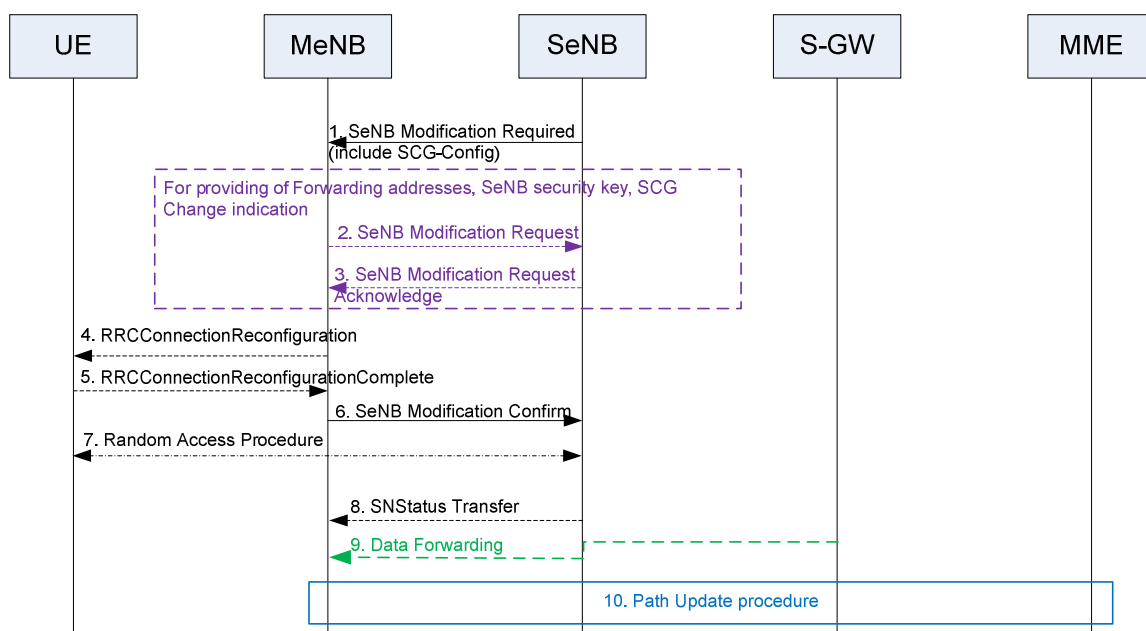 UE
MeNB
SeNB
S-GW
MME
1. SeNB Modification Required
(include SCG-Config)
For providing of Forwarding addresses, SeNB security key, SCG
Change indication
2. SeNB Modification Request
3. SeNB Modification Request
Acknowledge
4. RRCConnectionReconfiguration
5. RRCConnectionReconfigurationComplete
6. SeNB Modification Confirm
7. Random Access Procedure
8. SNStatus Transfer
9. Data Forwarding
10. Path Update procedure